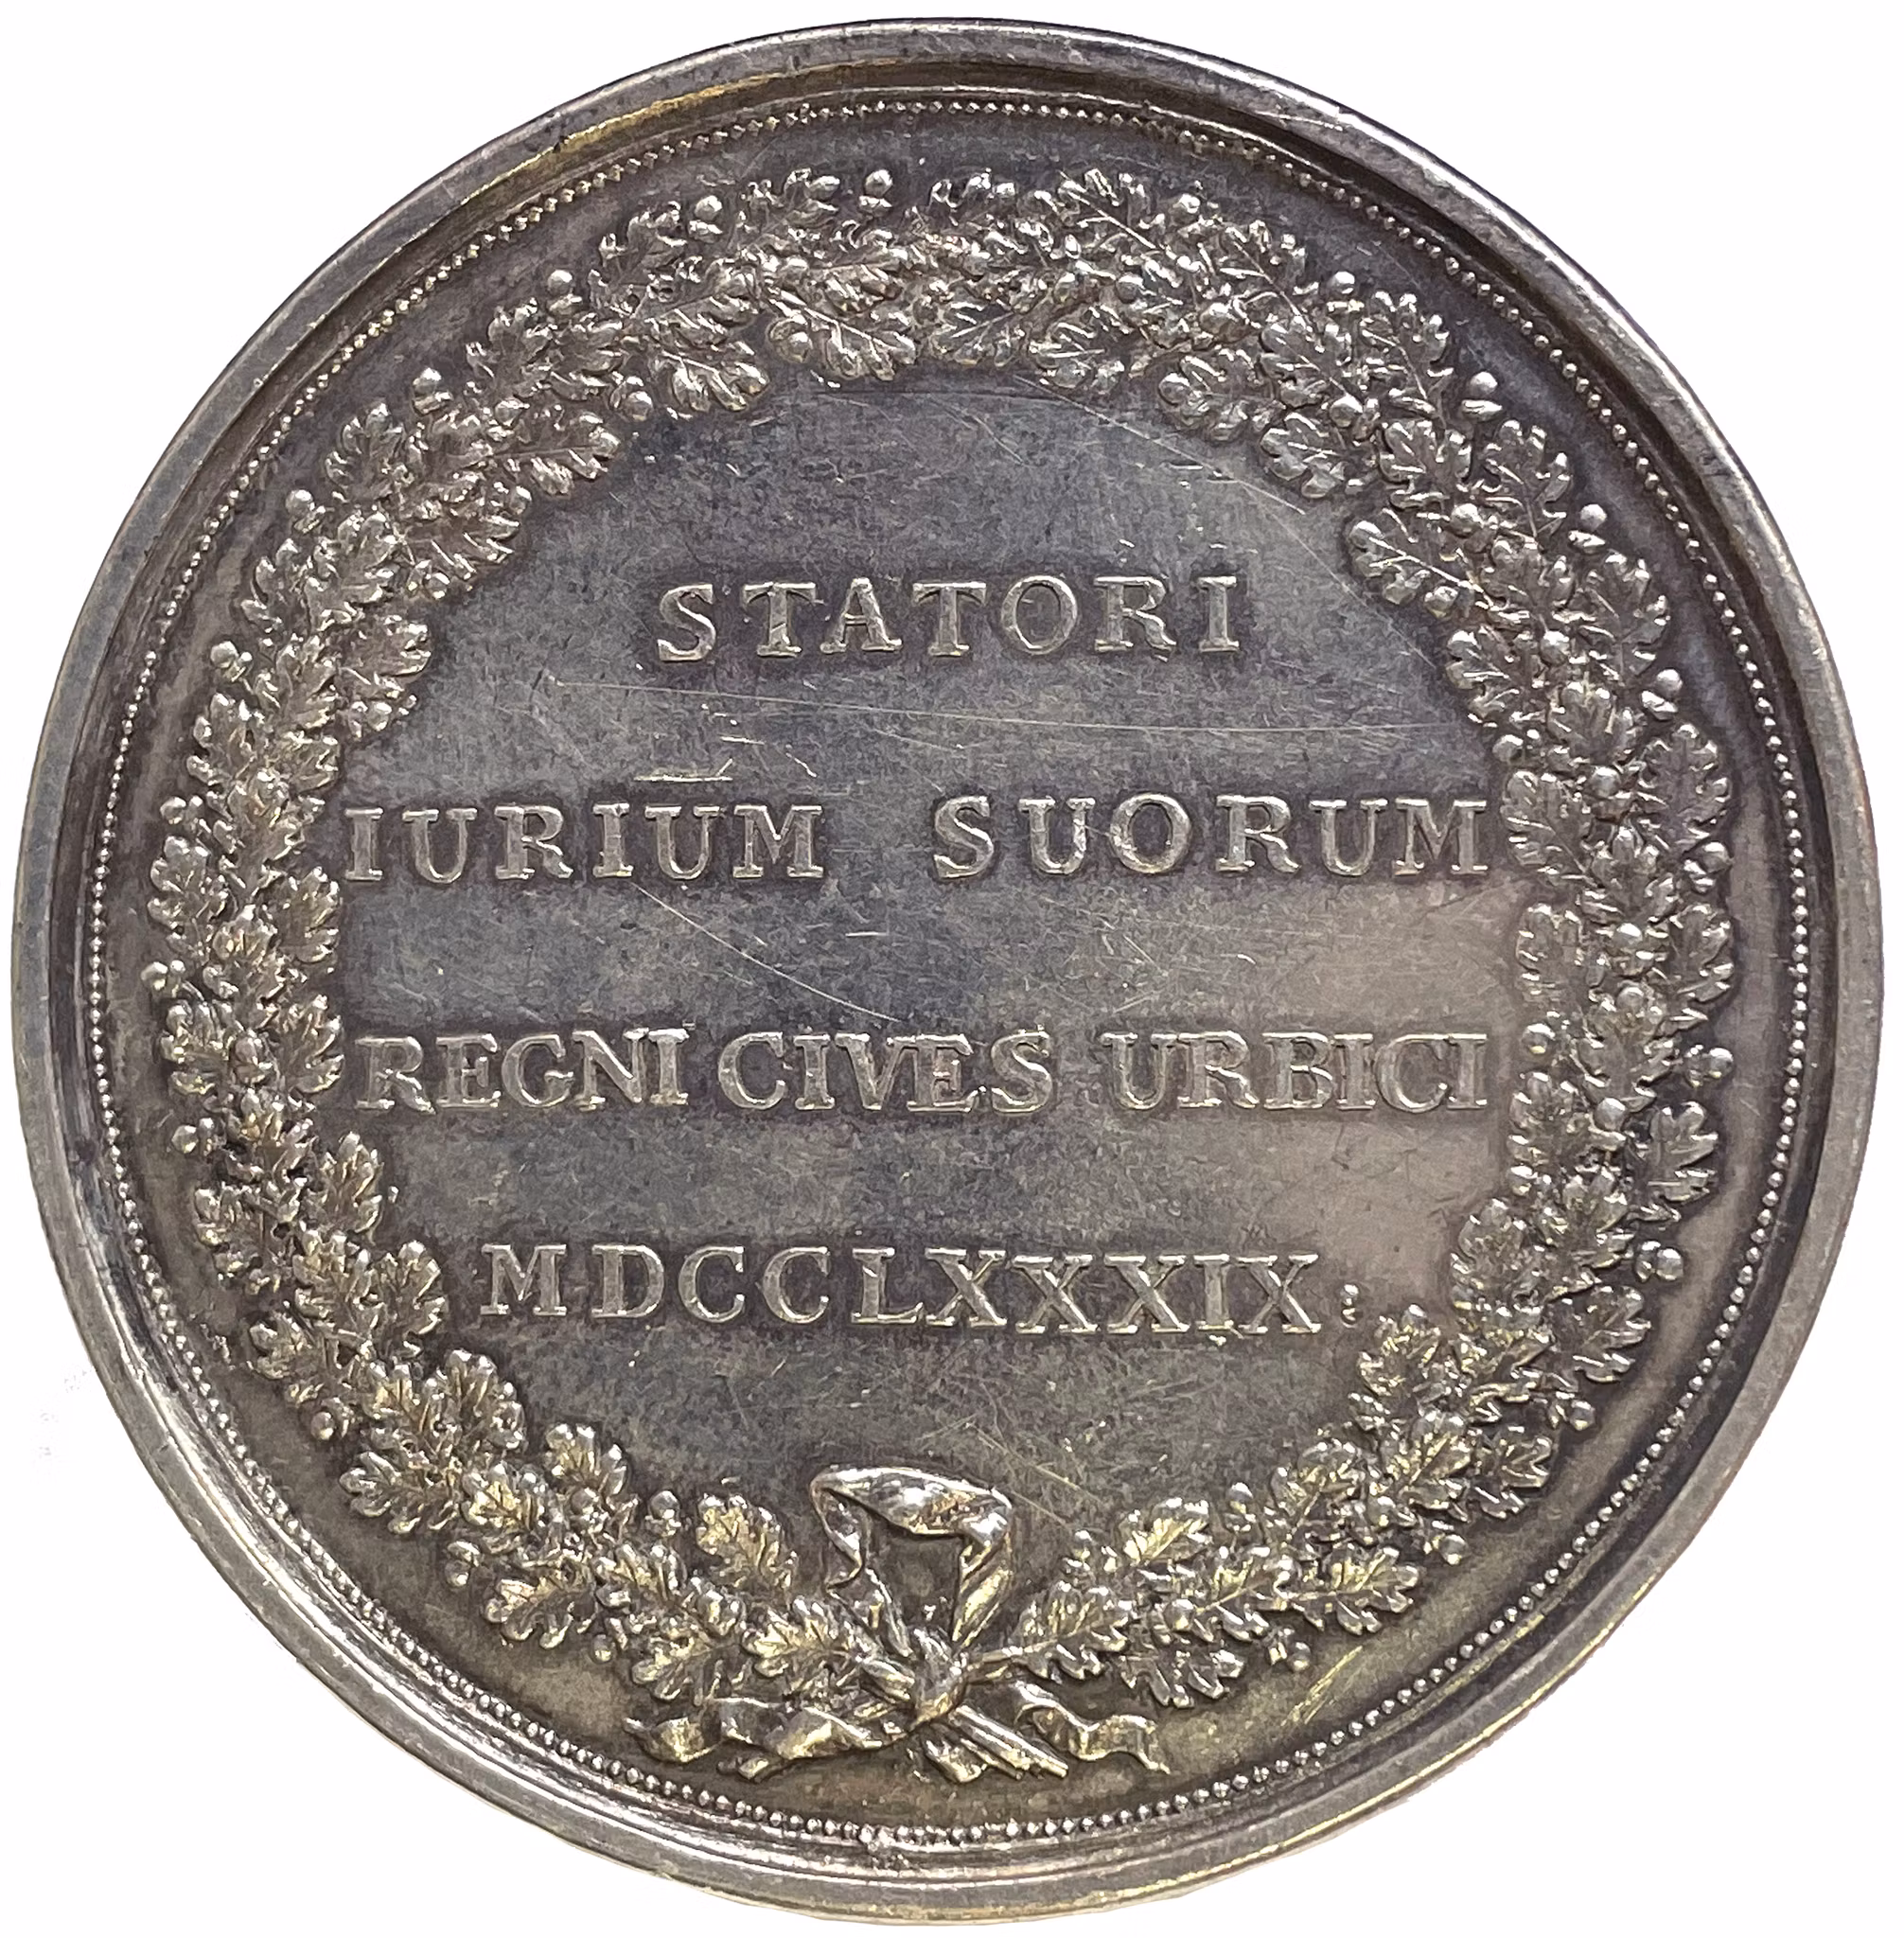 STATORI
IURIUM SUORUM
REGNI CIVES URBICI
MDCCLXXXIX.